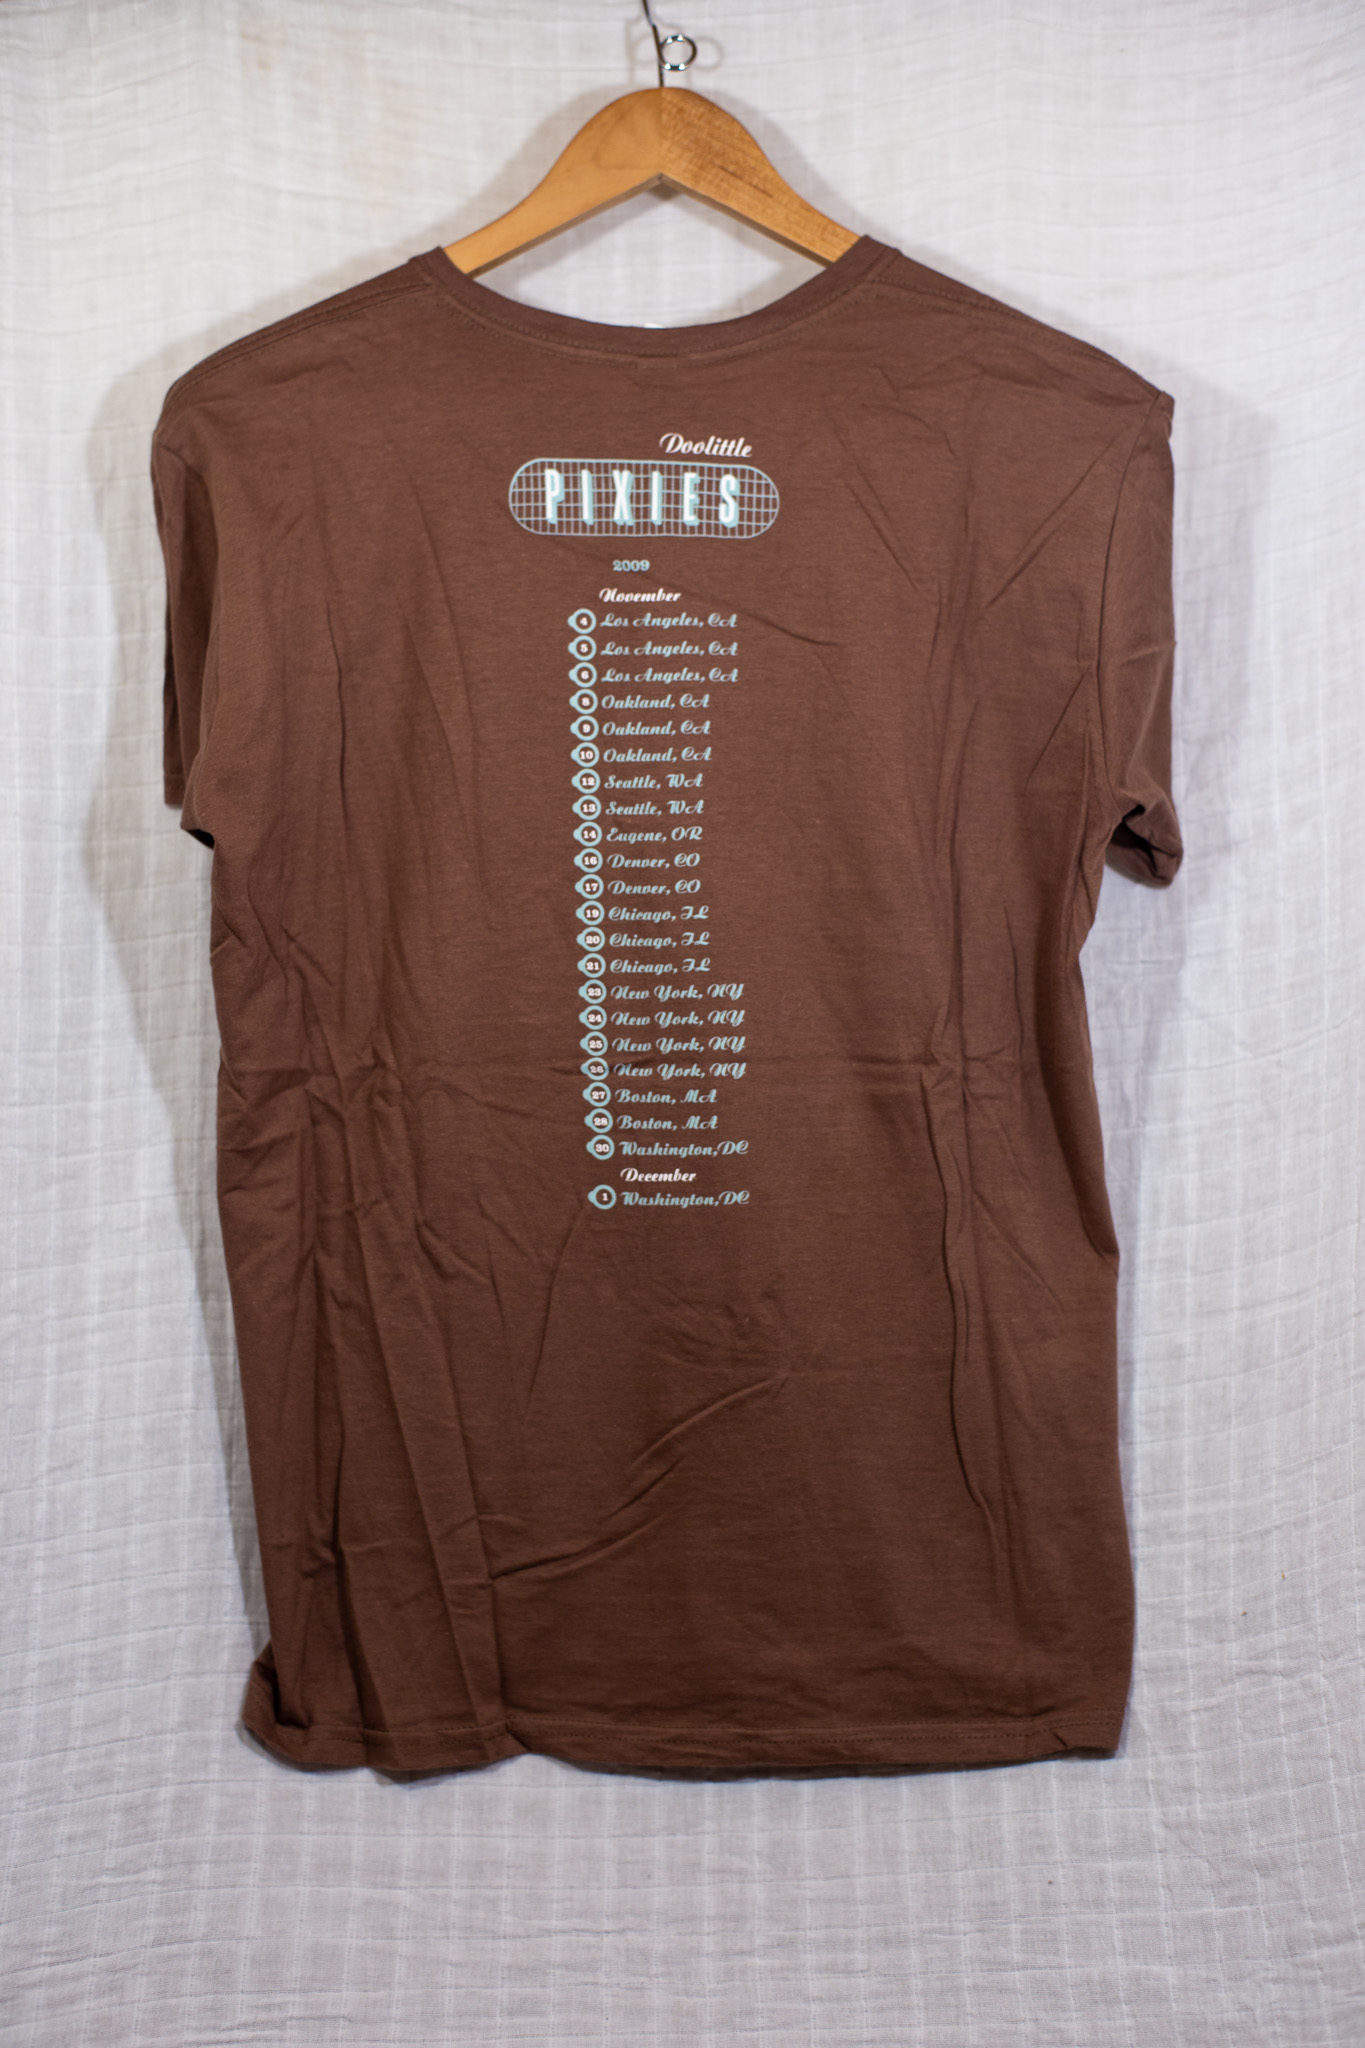 Doolittle
PIXIES
2009
November
4 Los Angeles, CA
5 Los Angeles, CA
6 Los Angeles, CA
8 Oakland, CA
9 Oakland, CA
10 Oakland, CA
12 Seattle, WA
13 Seattle, WA
14 Eugene, OR
16 Denver, CO
17 Denver, CO
19 Chicago, IL
20 Chicago, IL
21 Chicago, IL
23 New York, NY
24 New York, NY
25 New York, NY
26 New York, NY
27 Boston, MA
28 Boston, MA
30 Washington,DC
December
1 Washington,DC